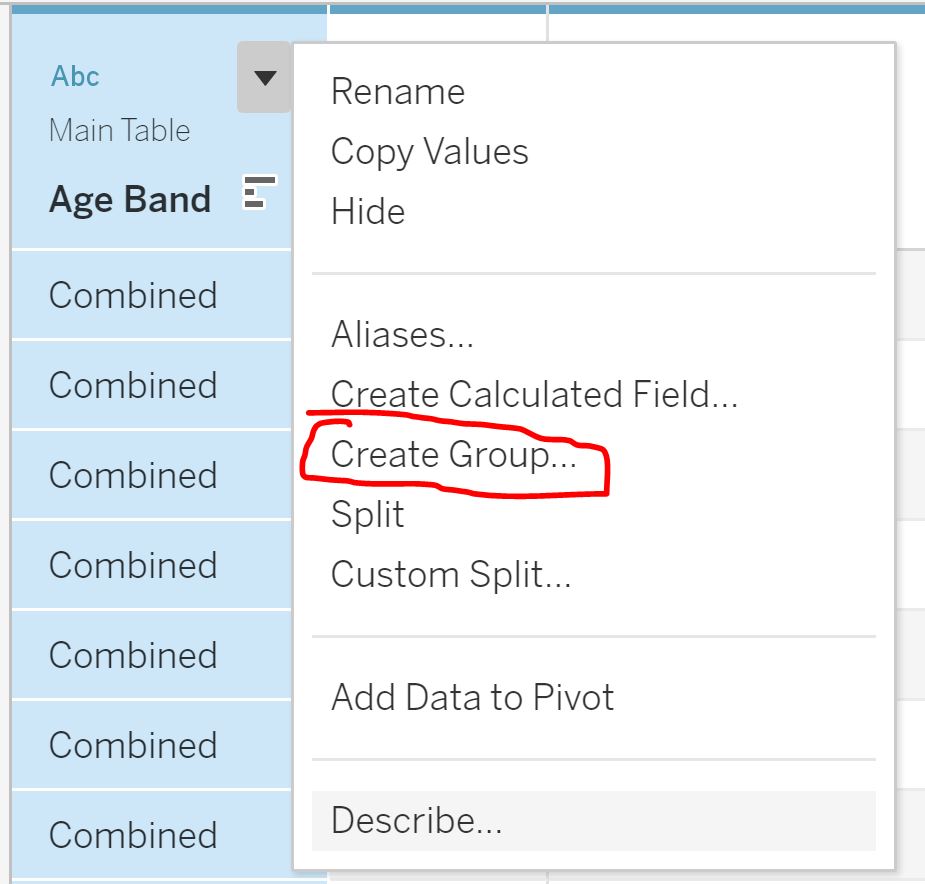 Abc
Main Table
Age Band
Combined
Combined
Combined
Combined
Combined
Combined
Combined
Rename
Copy Values
Hide
Aliases...
Create Calculated Field...
Create Group...
Split
Custom Split...
Add Data to Pivot
Describe...